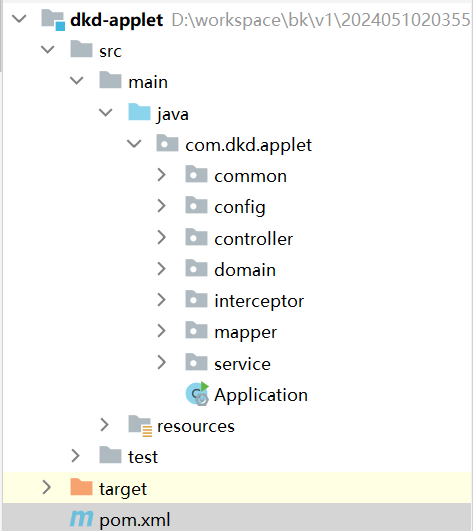 dkd-applet D:\workspace\bk\v1\2024051020355
src
main
java
com.dkd.applet
common
config
controller
domain
interceptor
mapper
service
Application
resources
test
target
pom.xml